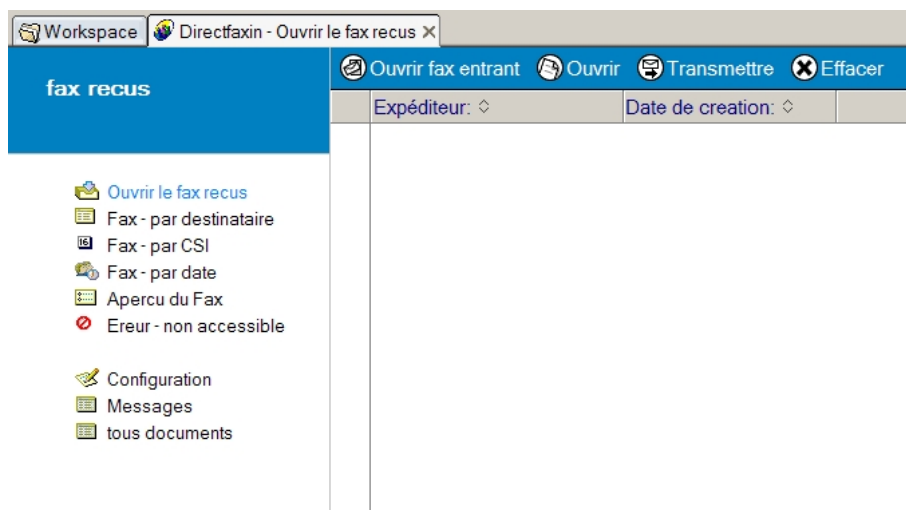 Workspace Directfaxin - Ouvrir le fax recus
fax recus
Ouvrir fax entrant Ouvrir Transmettre Effacer
Expéditeur: Date de creation:
Ouvrir le fax recus
Fax - par destinataire
16 Fax - par CSI
Fax - par date
Apercu du Fax
Ereur - non accessible
Configuration
Messages
tous documents